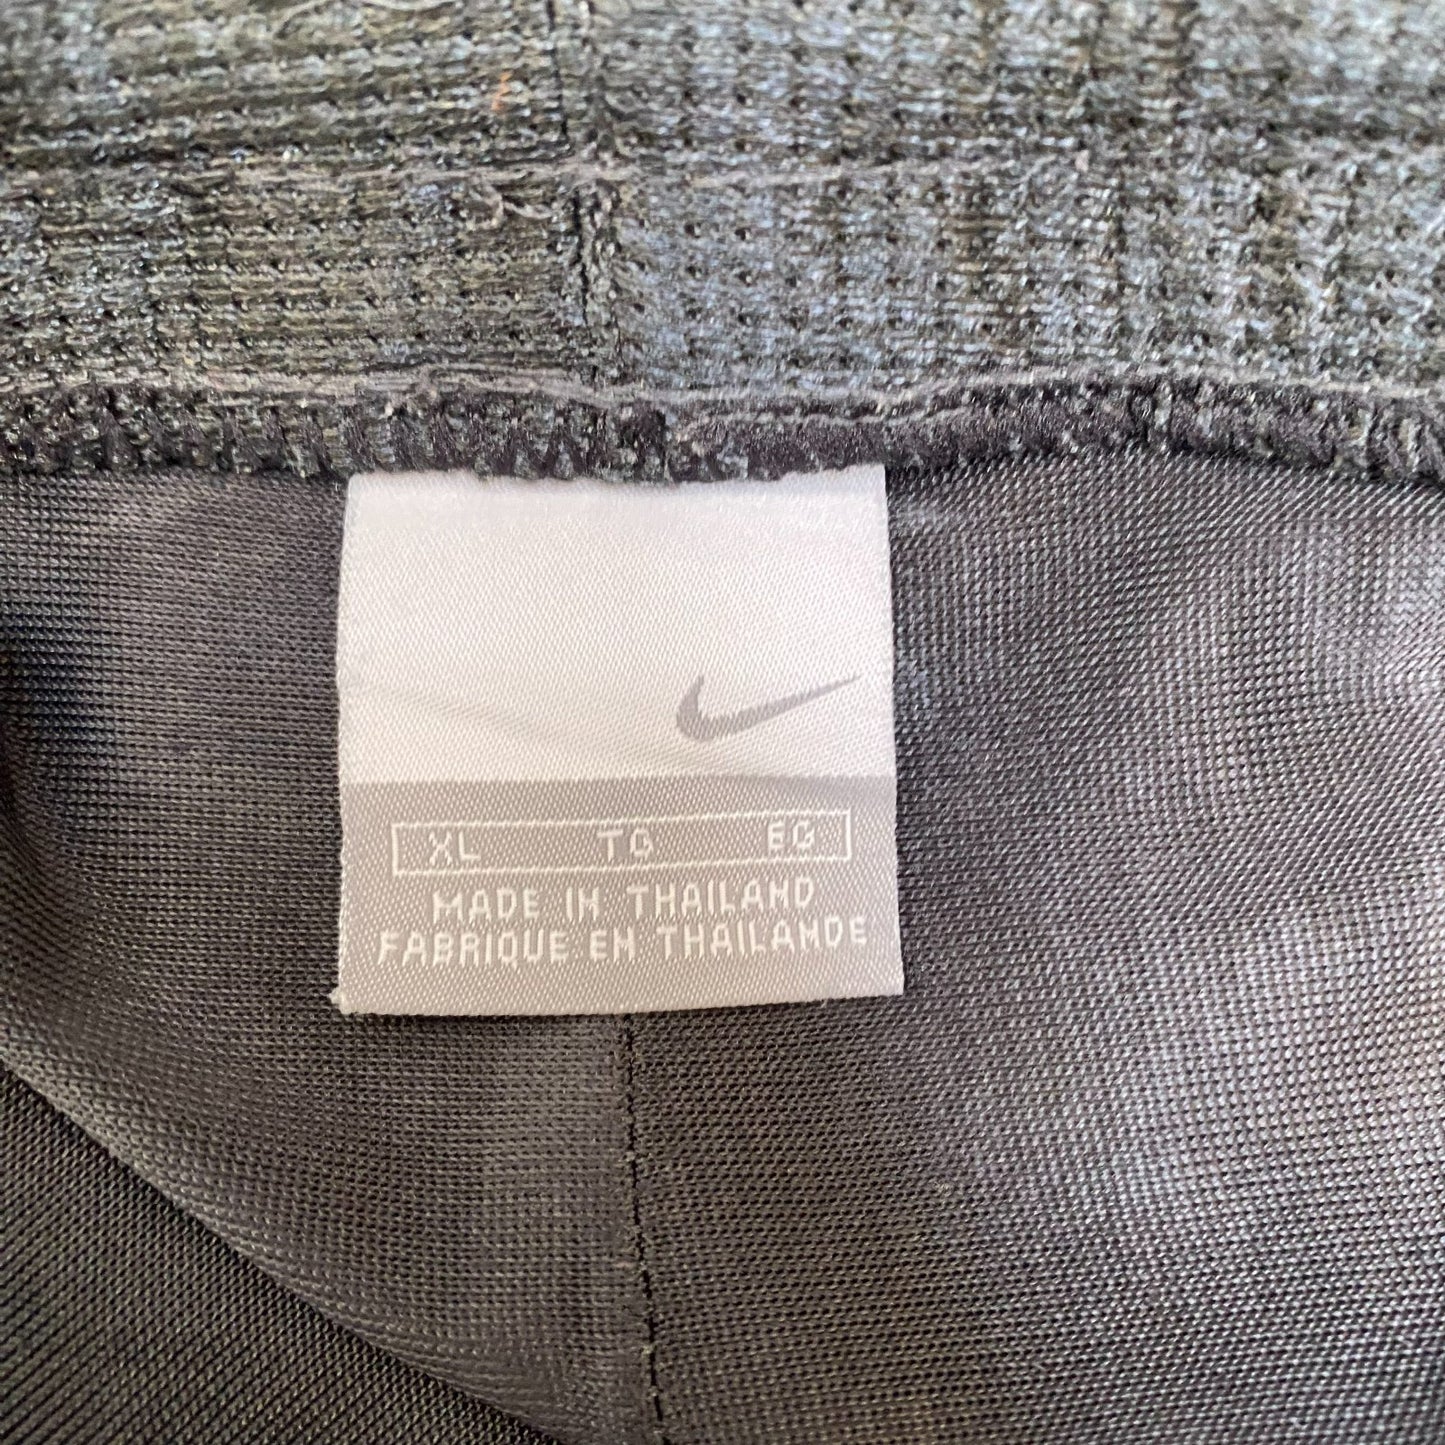 XL TG EG
MADE IN THAILAND
FABRIQUE EN THAILANDE